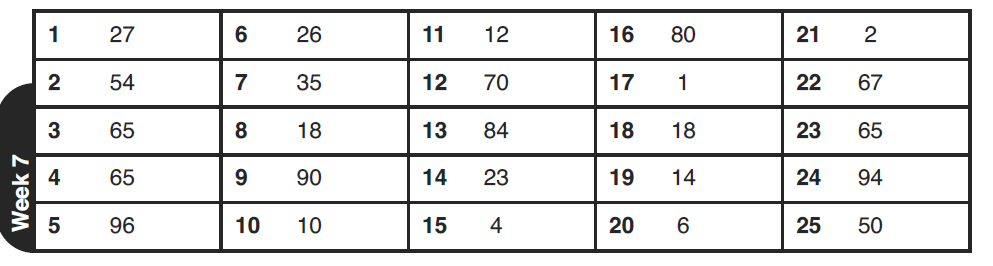 Week 7
1 27 6 26 11 12 16 80 21 2
2 54 7 35 12 70 17 1 22 67
3 65 8 18 13 84 18 18 23 65
4 65 9 90 14 23 19 14 24 94
5 96 10 10 15 4 20 6 25 50